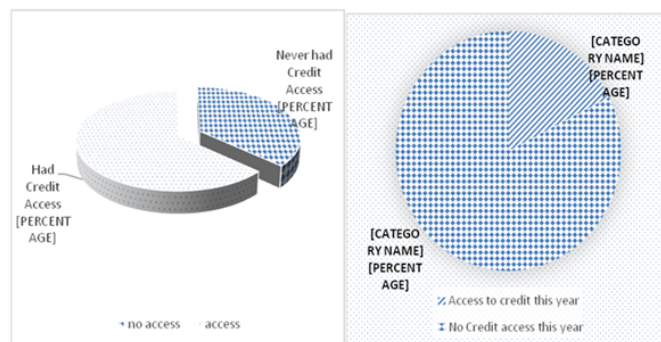 Never had
Credit
Access
[PERCENT
AGE]
Had
Credit
Access
[PERCENT
AGE]
no access
access
[CATEGO
RY NAME]
[PERCENT
AGE]
[CATEGO
RY NAME]
[PERCENT
AGE]
Access to credit this year
No Credit access this year